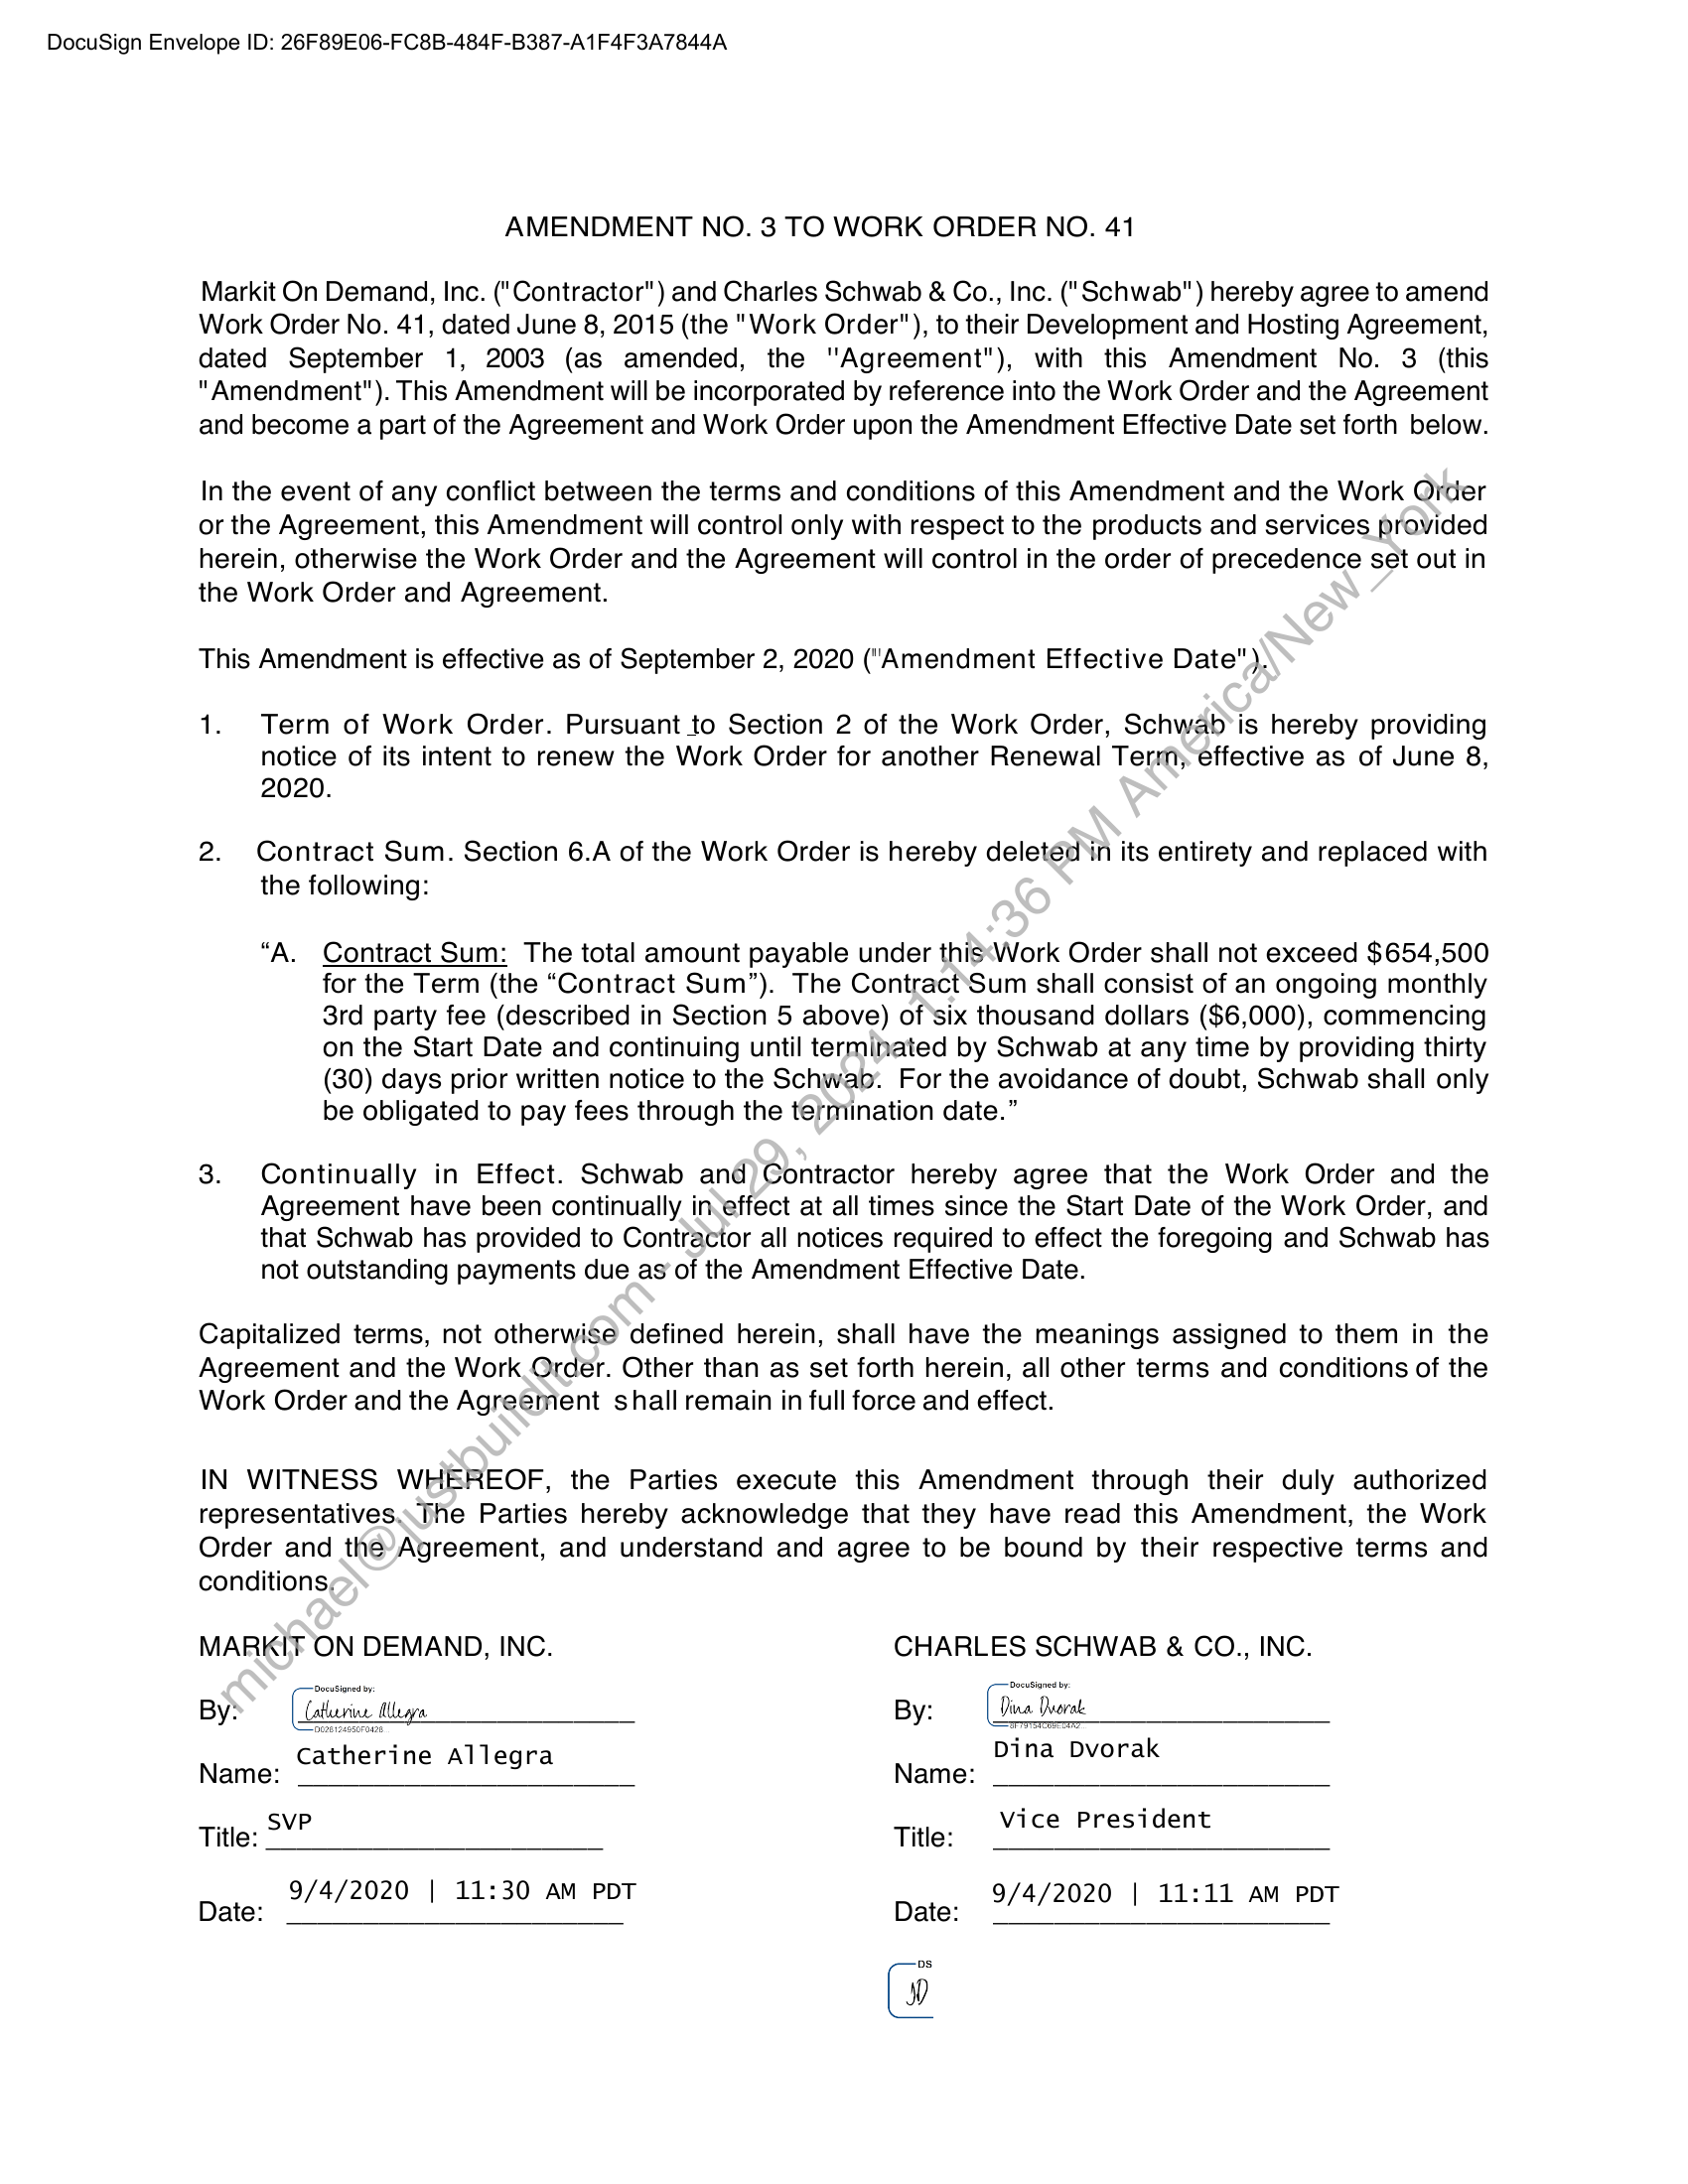 DocuSign Envelope ID: 26F89E06-FC8B-484F-B387-A1F4F3A7844A
AMENDMENT NO. 3 TO WORK ORDER NO. 41
Markit On Demand, Inc. ("Contractor") and Charles Schwab & Co., Inc. ("Schwab") hereby agree to amend
Work Order No. 41, dated June 8, 2015 (the "Work Order"), to their Development and Hosting Agreement,
dated September 1, 2003 (as amended, the ''Agreement"), with this Amendment No. 3 (this
"Amendment"). This Amendment will be incorporated by reference into the Work Order and the Agreement
and become a part of the Agreement and Work Order upon the Amendment Effective Date set forth below.
In the event of any conflict between the terms and conditions of this Amendment and the Work Order
or the Agreement, this Amendment will control only with respect to the products and services provided
herein, otherwise the Work Order and the Agreement will control in the order of precedence set out in
the Work Order and Agreement.
This Amendment is effective as of September 2, 2020 ("'Amendment Effective Date").
1. Term of Work Order. Pursuant to Section 2 of the Work Order, Schwab is hereby providing
notice of its intent to renew the Work Order for another Renewal Term, effective as of June 8,
2020.
2. Contract Sum. Section 6.A of the Work Order is hereby deleted in its entirety and replaced with
the following:
“A. Contract Sum: The total amount payable under this Work Order shall not exceed $654,500
for the Term (the “Contract Sum”). The Contract Sum shall consist of an ongoing monthly
3rd party fee (described in Section 5 above) of six thousand dollars ($6,000), commencing
on the Start Date and continuing until terminated by Schwab at any time by providing thirty
(30) days prior written notice to the Schwab. For the avoidance of doubt, Schwab shall only
be obligated to pay fees through the termination date.”
3. Continually in Effect. Schwab and Contractor hereby agree that the Work Order and the
Agreement have been continually in effect at all times since the Start Date of the Work Order, and
that Schwab has provided to Contractor all notices required to effect the foregoing and Schwab has
not outstanding payments due as of the Amendment Effective Date.
Capitalized terms, not otherwise defined herein, shall have the meanings assigned to them in the
Agreement and the Work Order. Other than as set forth herein, all other terms and conditions of the
Work Order and the Agreement shall remain in full force and effect.
IN WITNESS WHEREOF, the Parties execute this Amendment through their duly authorized
representatives. The Parties hereby acknowledge that they have read this Amendment, the Work
Order and the Agreement, and understand and agree to be bound by their respective terms and
conditions.
michael@justbuildit.com - Jul 29, 2024, 1:14:36 PM America/New_York
MARKIT ON DEMAND, INC.
DocuSigned by:
By: Catherine Allegra
D026124950F0428...
Name: Catherine Allegra
Title: SVP
Date: 9/4/2020 | 11:30 AM PDT
CHARLES SCHWAB & CO., INC.
DocuSigned by:
By: Dina Dvorak
8F79154C69EC4A2...
Name: Dina Dvorak
Title: Vice President
Date: 9/4/2020 | 11:11 AM PDT
DS
JD